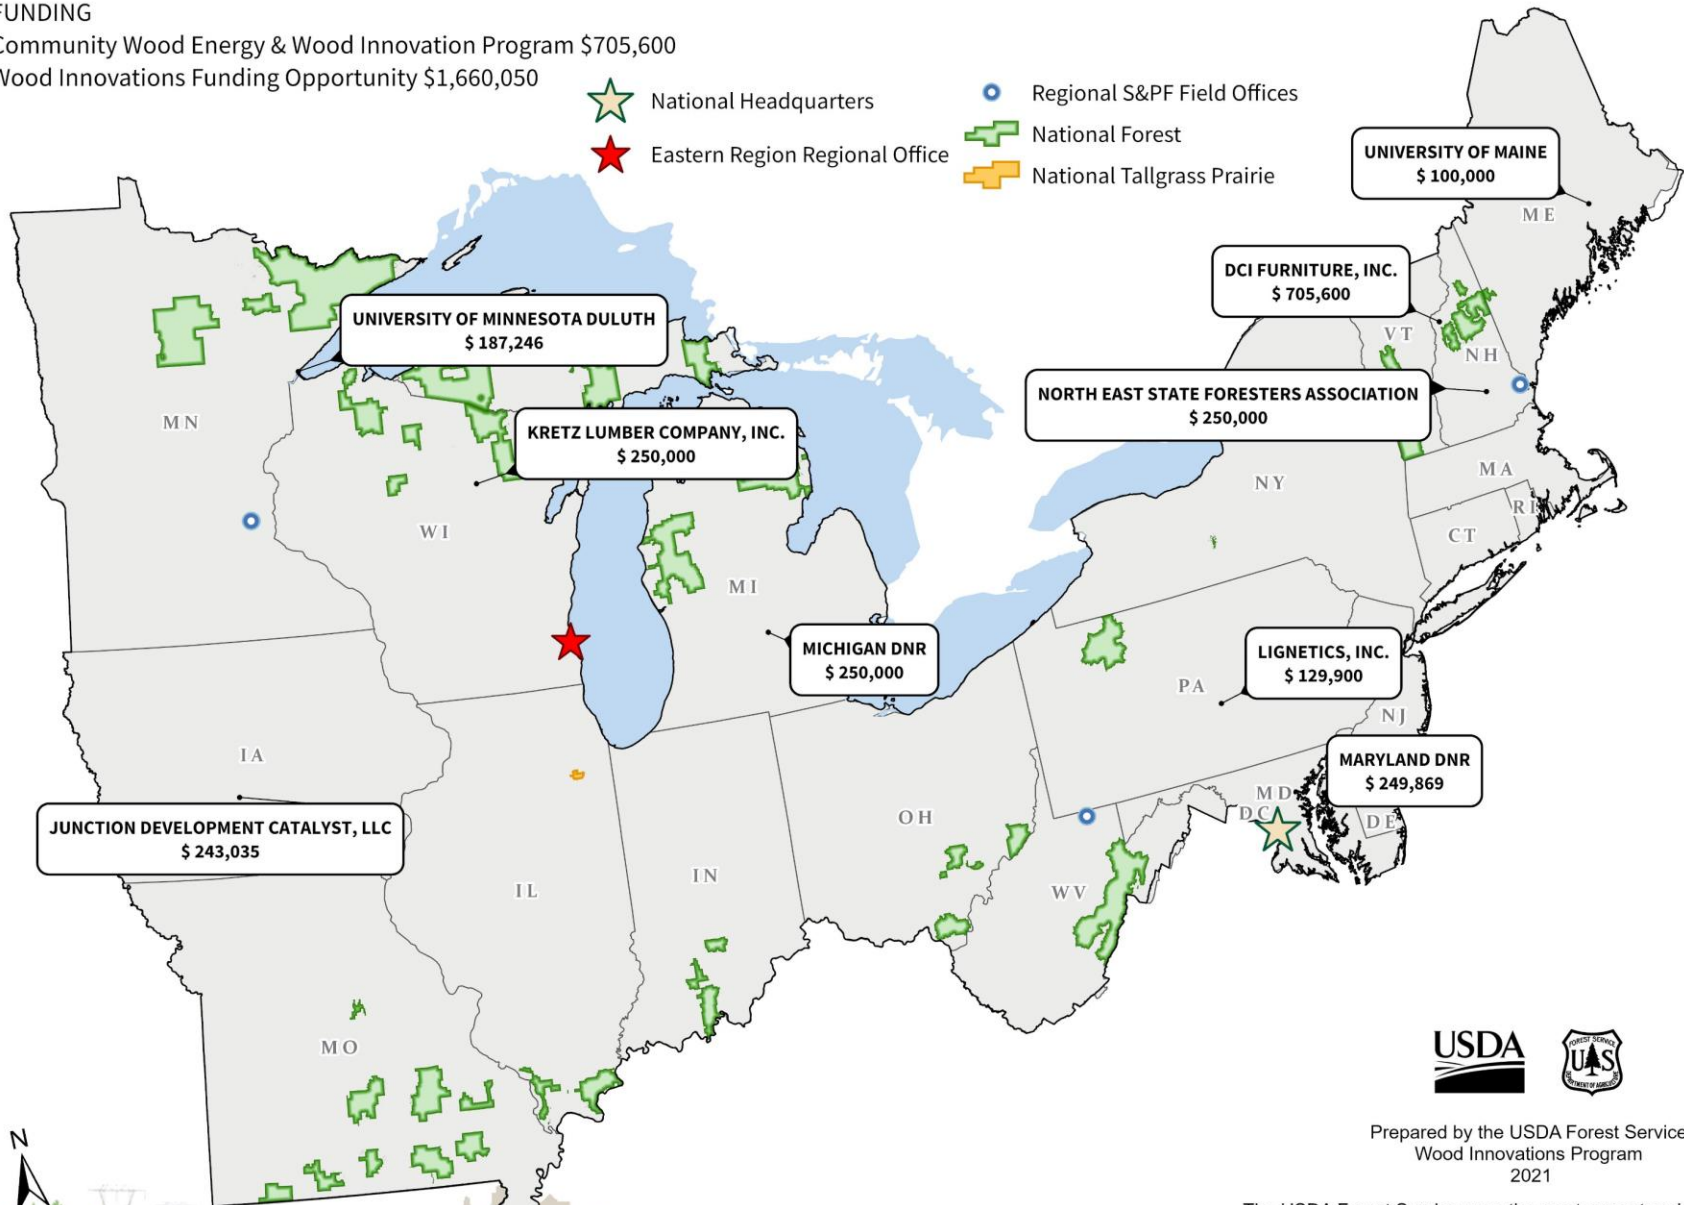 FUNDING
Community Wood Energy & Wood Innovation Program $705,600
Wood Innovations Funding Opportunity $1,660,050
National Headquarters
Eastern Region Regional Office
Regional S&PF Field Offices
National Forest
National Tallgrass Prairie
UNIVERSITY OF MAINE
$ 100,000
ME
DCI FURNITURE, INC.
$ 705,600
VT
NH
UNIVERSITY OF MINNESOTA DULUTH
$ 187,246
NORTH EAST STATE FORESTERS ASSOCIATION
$ 250,000
MN
KRETZ LUMBER COMPANY, INC.
$ 250,000
MA
NY
RI
WI
CT
MI
MICHIGAN DNR
$ 250,000
LIGNETICS, INC.
$ 129,900
PA
NJ
IA
MARYLAND DNR
$ 249,869
MD
DC
DE
JUNCTION DEVELOPMENT CATALYST, LLC
$ 243,035
OH
IN
IL
WV
MO
USDA
FOREST SERVICE
U S
DEPARTMENT OF AGRICULTURE
N
Prepared by the USDA Forest Service
Wood Innovations Program
2021